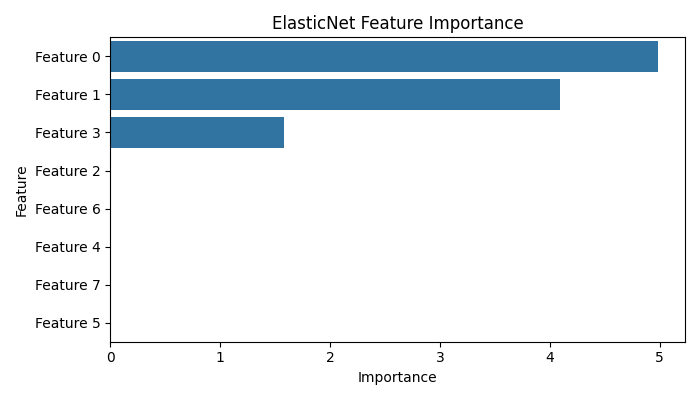 ElasticNet Feature Importance
Feature
Feature 0
Feature 1
Feature 3
Feature 2
Feature 6
Feature 4
Feature 7
Feature 5
0 1 2 3 4 5
Importance